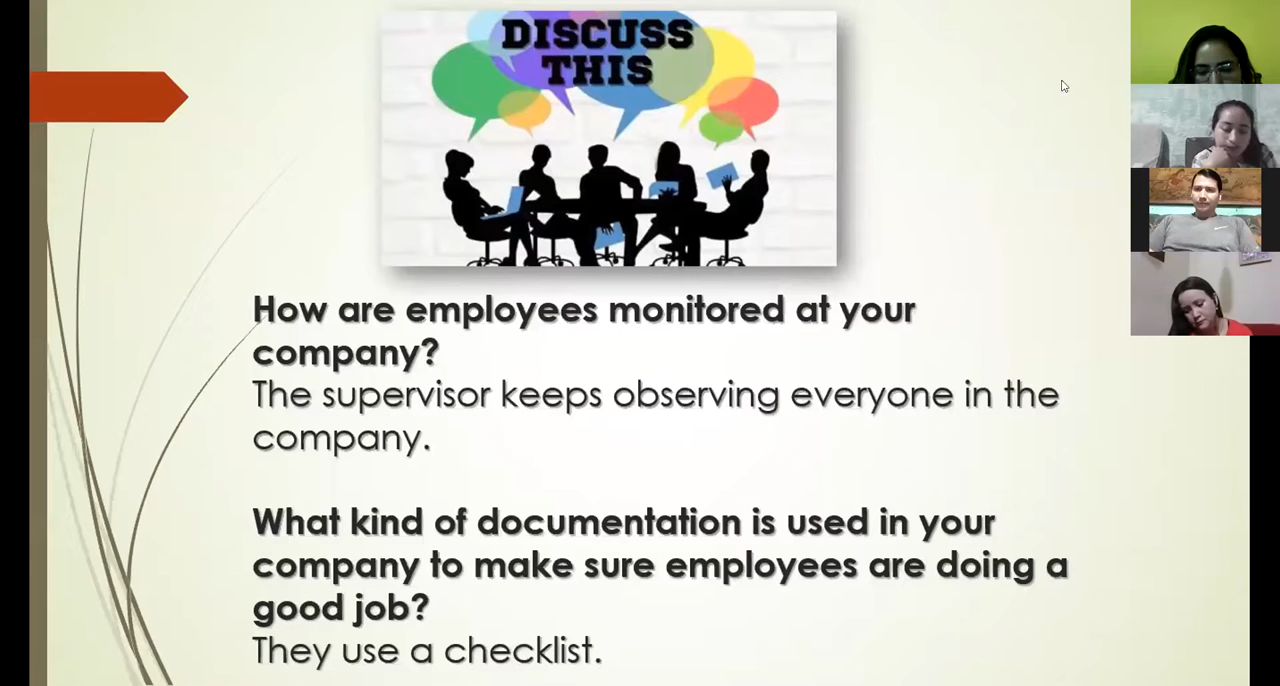 DISCUSS
THIS
How are employees monitored at your
company?
The supervisor keeps observing everyone in the
company.
What kind of documentation is used in your
company to make sure employees are doing a
good job?
They use a checklist.